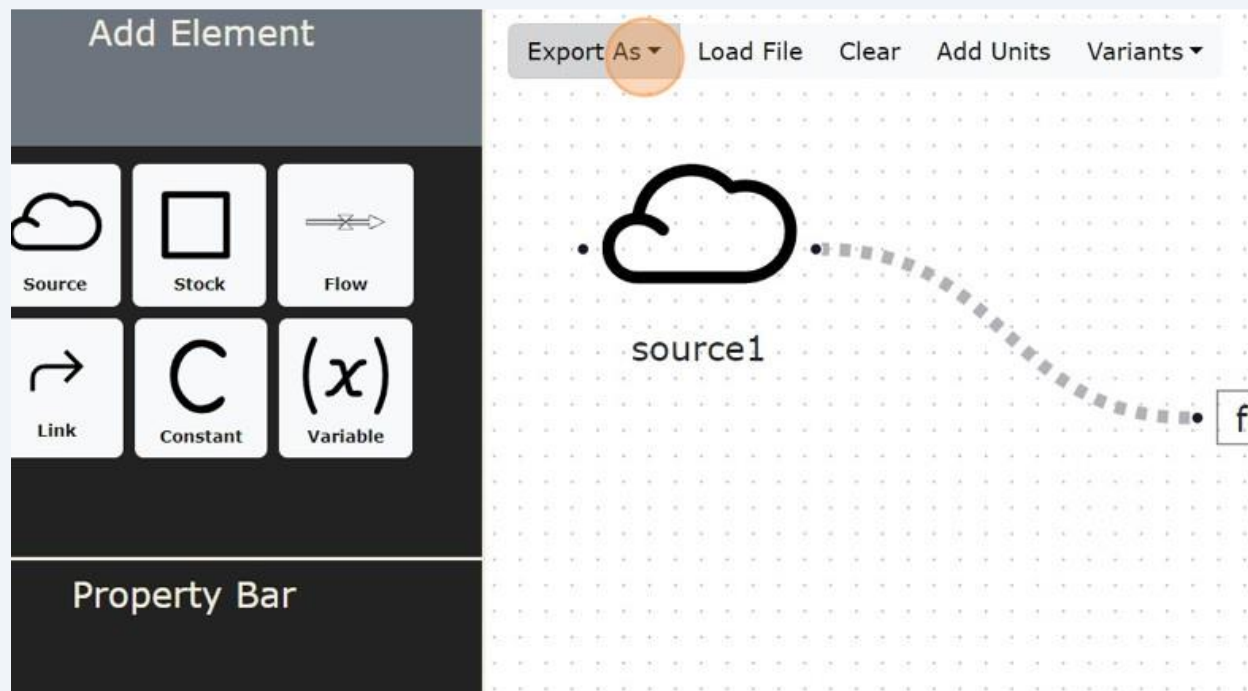 Add Element
Export As Load File Clear Add Units Variants
Source Stock Flow
source1
Link Constant Variable
(x)
f
Property Bar